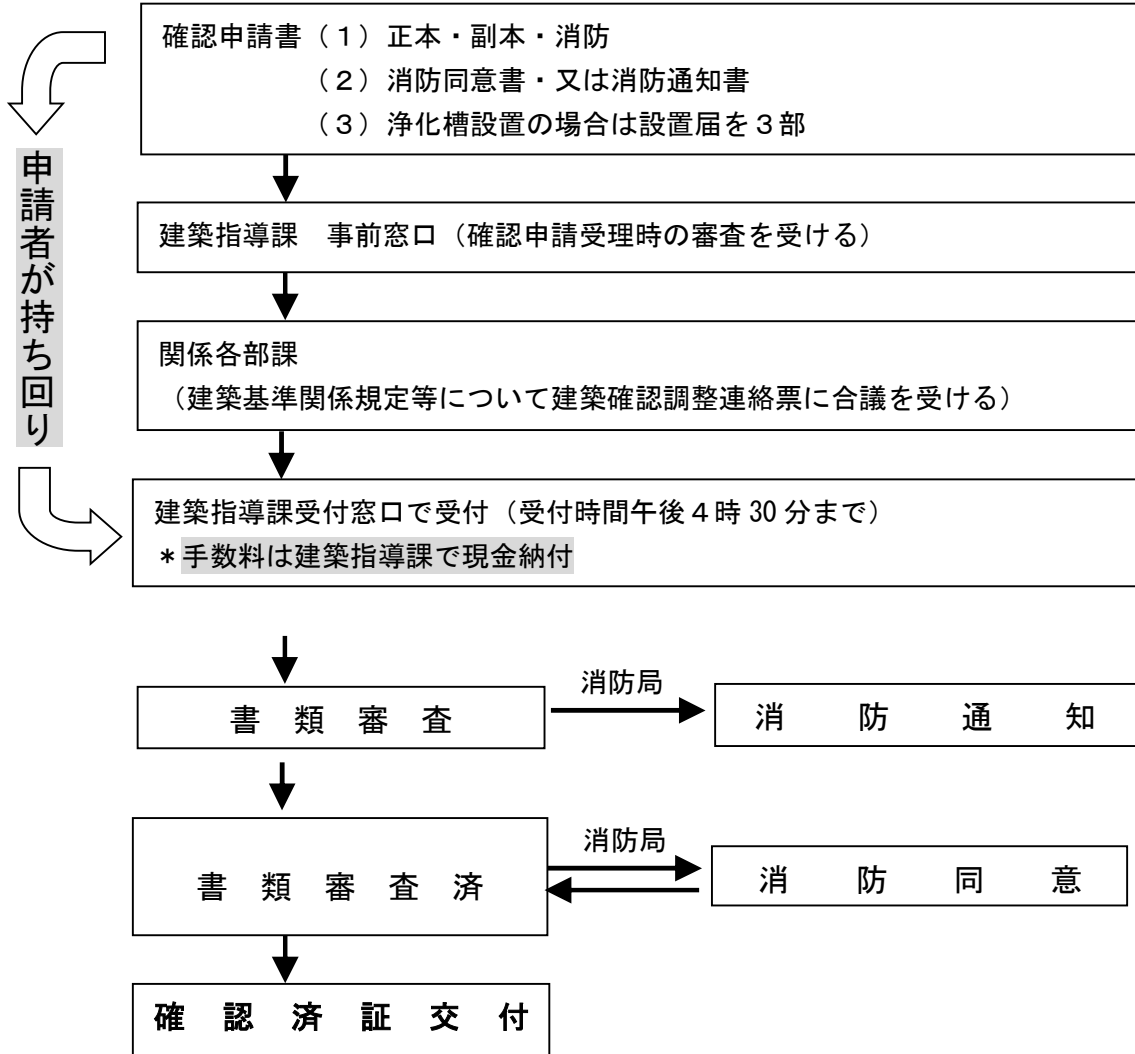 確認申請書（1）正本・副本・消防
（2）消防同意書・又は消防通知書
（3）浄化槽設置の場合は設置届を３部
申請者が持ち回り
建築指導課　事前窓口（確認申請受理時の審査を受ける）
関係各部課
（建築基準関係規定等について建築確認調整連絡票に合議を受ける）
建築指導課受付窓口で受付（受付時間午後４時 30 分まで）
＊手数料は建築指導課で現金納付
書　類　審　査
消防局
消　防　通　知
書　類　審　査　済
消防局
消　防　同　意
確　認　済　証　交　付